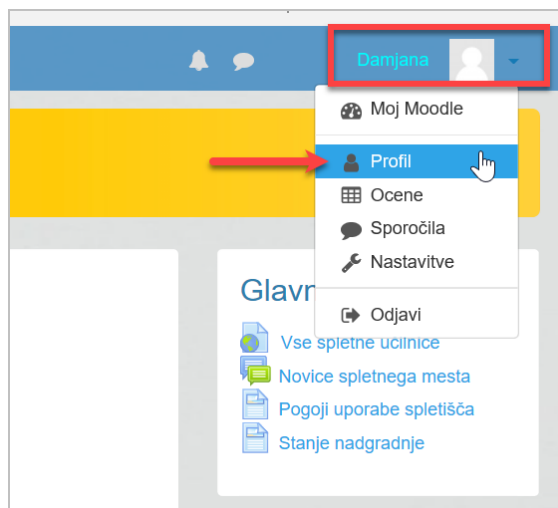 Damjana
Moj Moodle
Profil
Ocene
Sporočila
Nastavitve
Odjavi
Glavn
Vse spletne učilnice
Novice spletnega mesta
Pogoji uporabe spletišča
Stanje nadgradnje